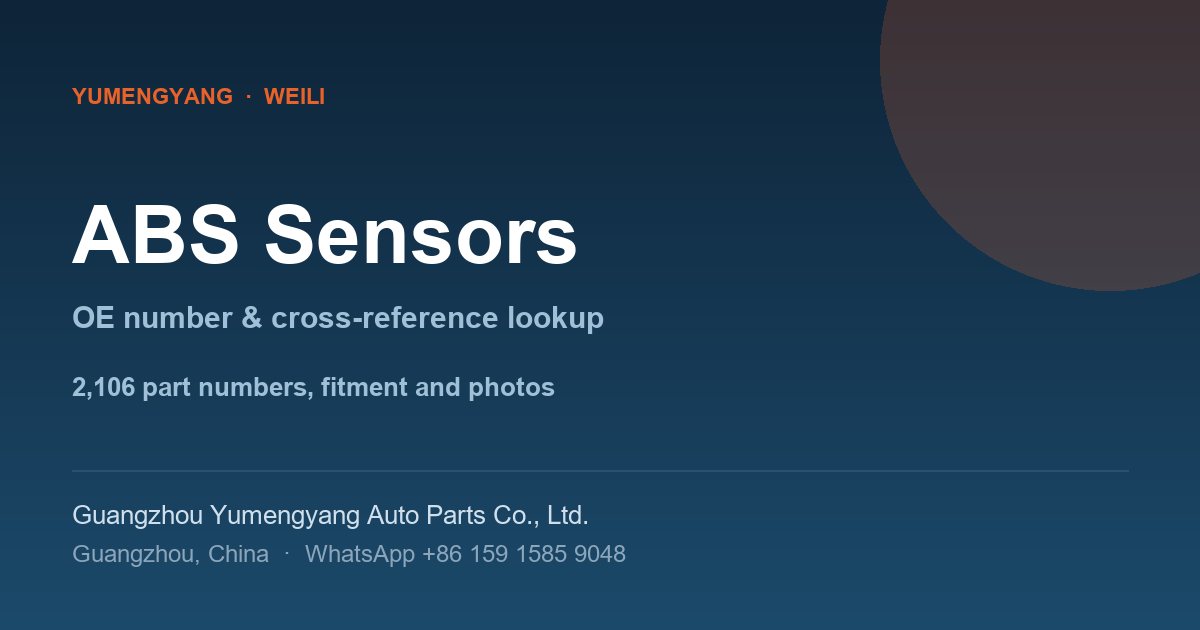 YUMENGYANG · WEILI
ABS Sensors
OE number & cross-reference lookup
2,106 part numbers, fitment and photos
Guangzhou Yumengyang Auto Parts Co., Ltd.
Guangzhou, China · WhatsApp +86 159 1585 9048